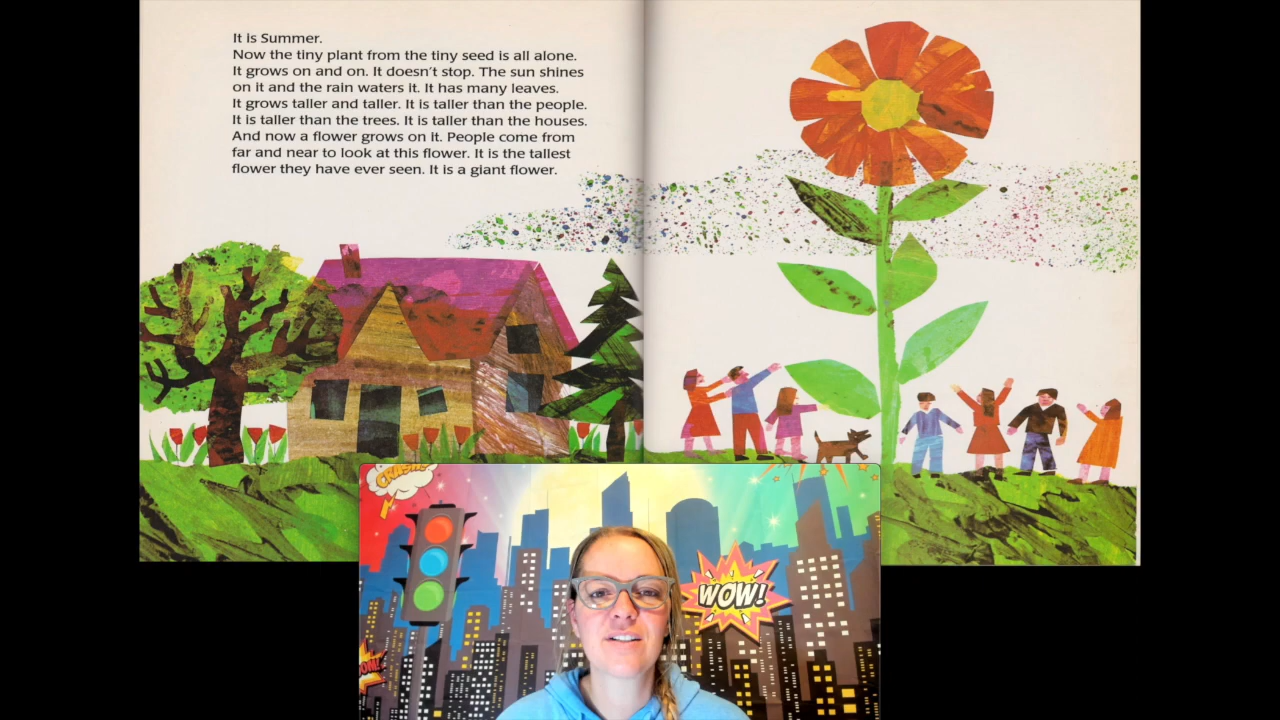 It is Summer.
Now the tiny plant from the tiny seed is all alone.
It grows on and on. It doesn't stop. The sun shines
on it and the rain waters it. It has many leaves.
It grows taller and taller. It is taller than the people.
It is taller than the trees. It is taller than the houses.
And now a flower grows on it. People come from
far and near to look at this flower. It is the tallest
flower they have ever seen. It is a giant flower.
CRASH!
WOW!